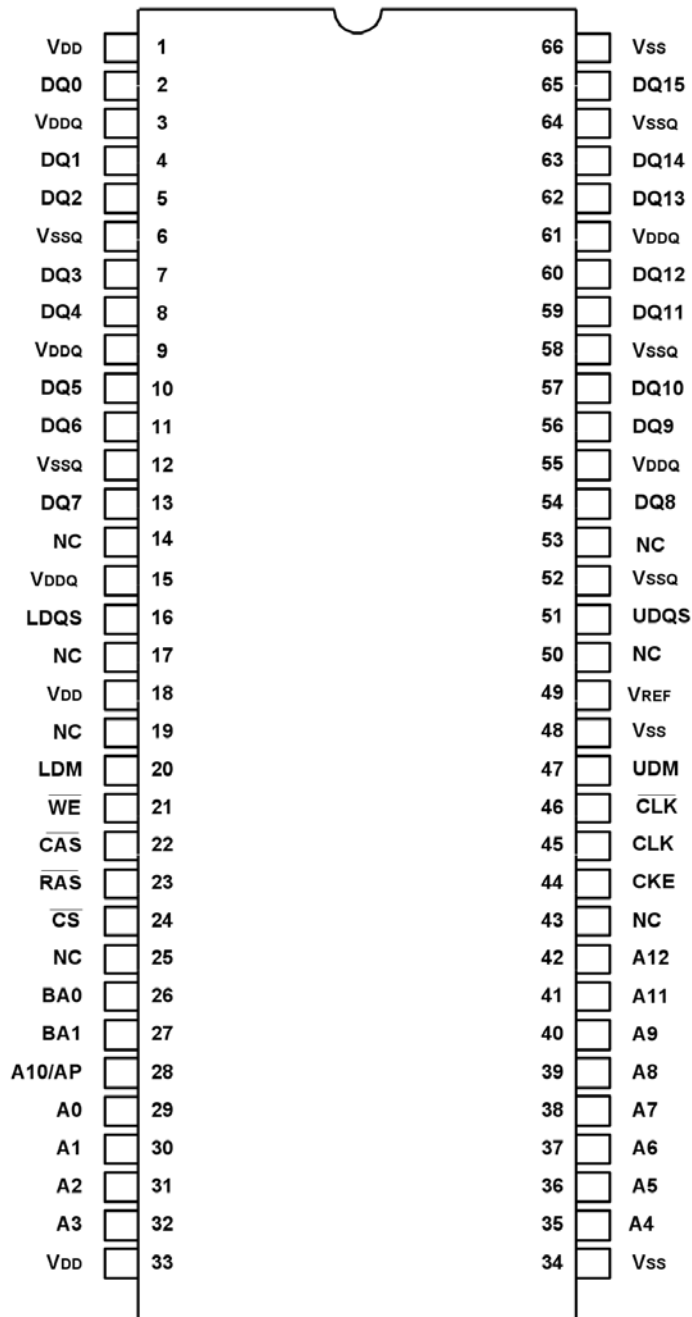 VDD 1 66 VSS
DQ0 2 65 DQ15
VDDQ 3 64 VSSQ
DQ1 4 63 DQ14
DQ2 5 62 DQ13
VSSQ 6 61 VDDQ
DQ3 7 60 DQ12
DQ4 8 59 DQ11
VDDQ 9 58 VSSQ
DQ5 10 57 DQ10
DQ6 11 56 DQ9
VSSQ 12 55 VDDQ
DQ7 13 54 DQ8
NC 14 53 NC
VDDQ 15 52 VSSQ
LDQS 16 51 UDQS
NC 17 50 NC
VDD 18 49 VREF
NC 19 48 VSS
LDM 20 47 UDM
W̅E̅ 21 46 C̅L̅K̅
C̅A̅S̅ 22 45 CLK
R̅A̅S̅ 23 44 CKE
C̅S̅ 24 43 NC
NC 25 42 A12
BA0 26 41 A11
BA1 27 40 A9
A10/AP 28 39 A8
A0 29 38 A7
A1 30 37 A6
A2 31 36 A5
A3 32 35 A4
VDD 33 34 VSS